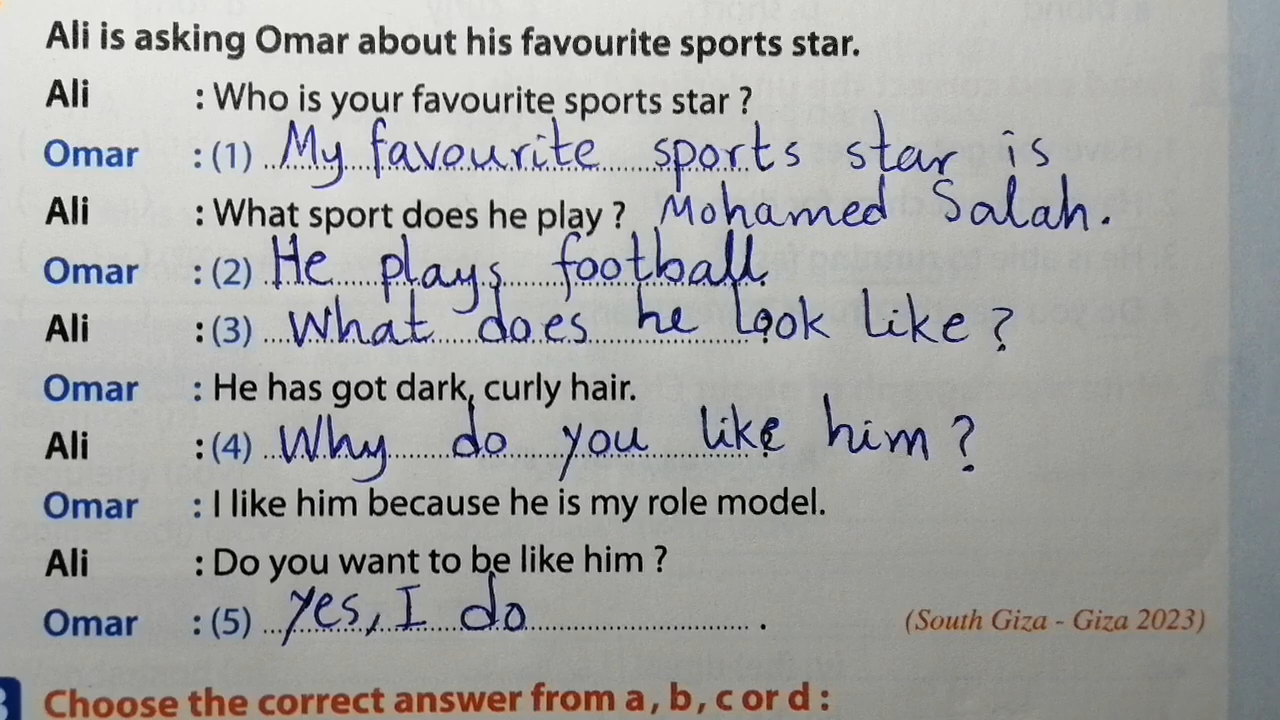 Ali is asking Omar about his favourite sports star.
Ali : Who is your favourite sports star ?
Omar : (1) My favourite sports star is
Ali : What sport does he play ? Mohamed Salah.
Omar : (2) He plays football.
Ali : (3) What does he look like?
Omar : He has got dark, curly hair.
Ali : (4) Why do you like him?
Omar : I like him because he is my role model.
Ali : Do you want to be like him ?
Omar : (5) Yes, I do .
(South Giza - Giza 2023)
Choose the correct answer from a, b, c or d :